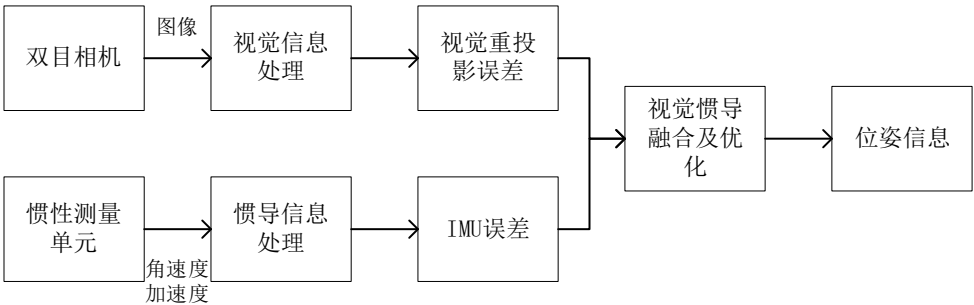 图像
双目相机
视觉信息
处理
视觉重投
影误差
视觉惯导
融合及优
化
位姿信息
惯性测量
单元
角速度
加速度
惯导信息
处理
IMU误差